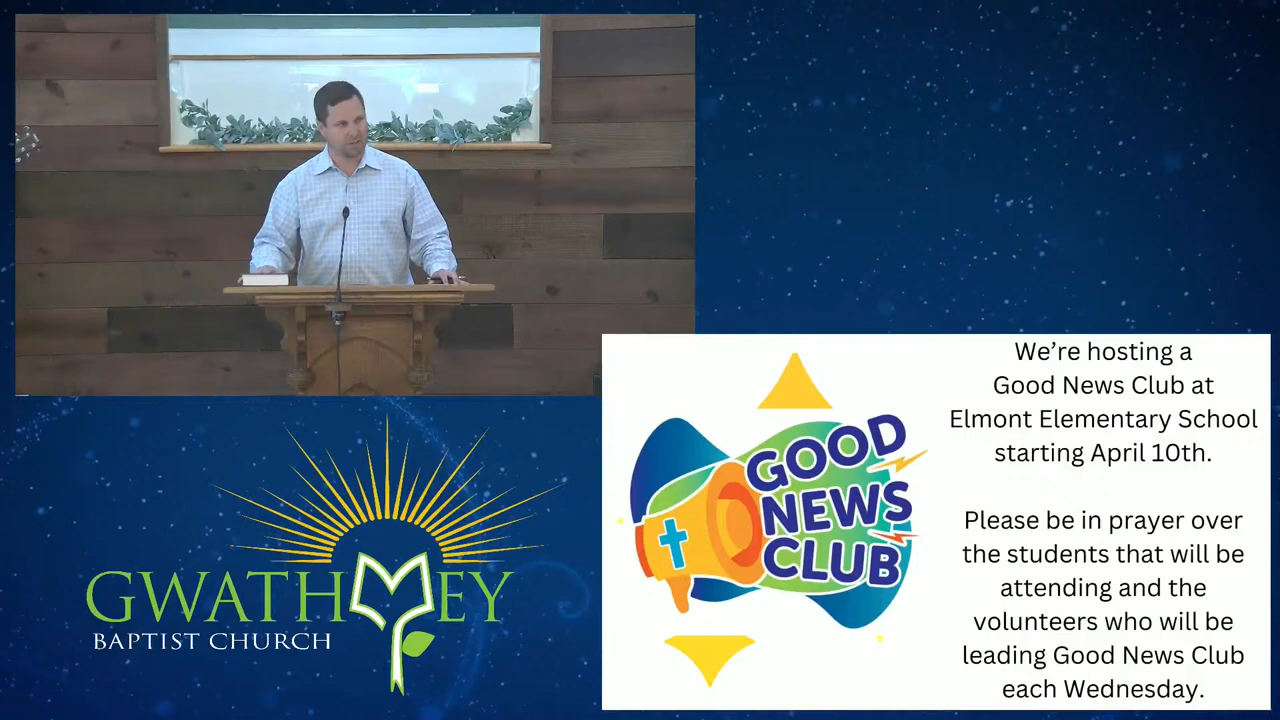 GWATHMEY
BAPTIST CHURCH
GOOD
NEWS
CLUB
We’re hosting a
Good News Club at
Elmont Elementary School
starting April 10th.
Please be in prayer over
the students that will be
attending and the
volunteers who will be
leading Good News Club
each Wednesday.